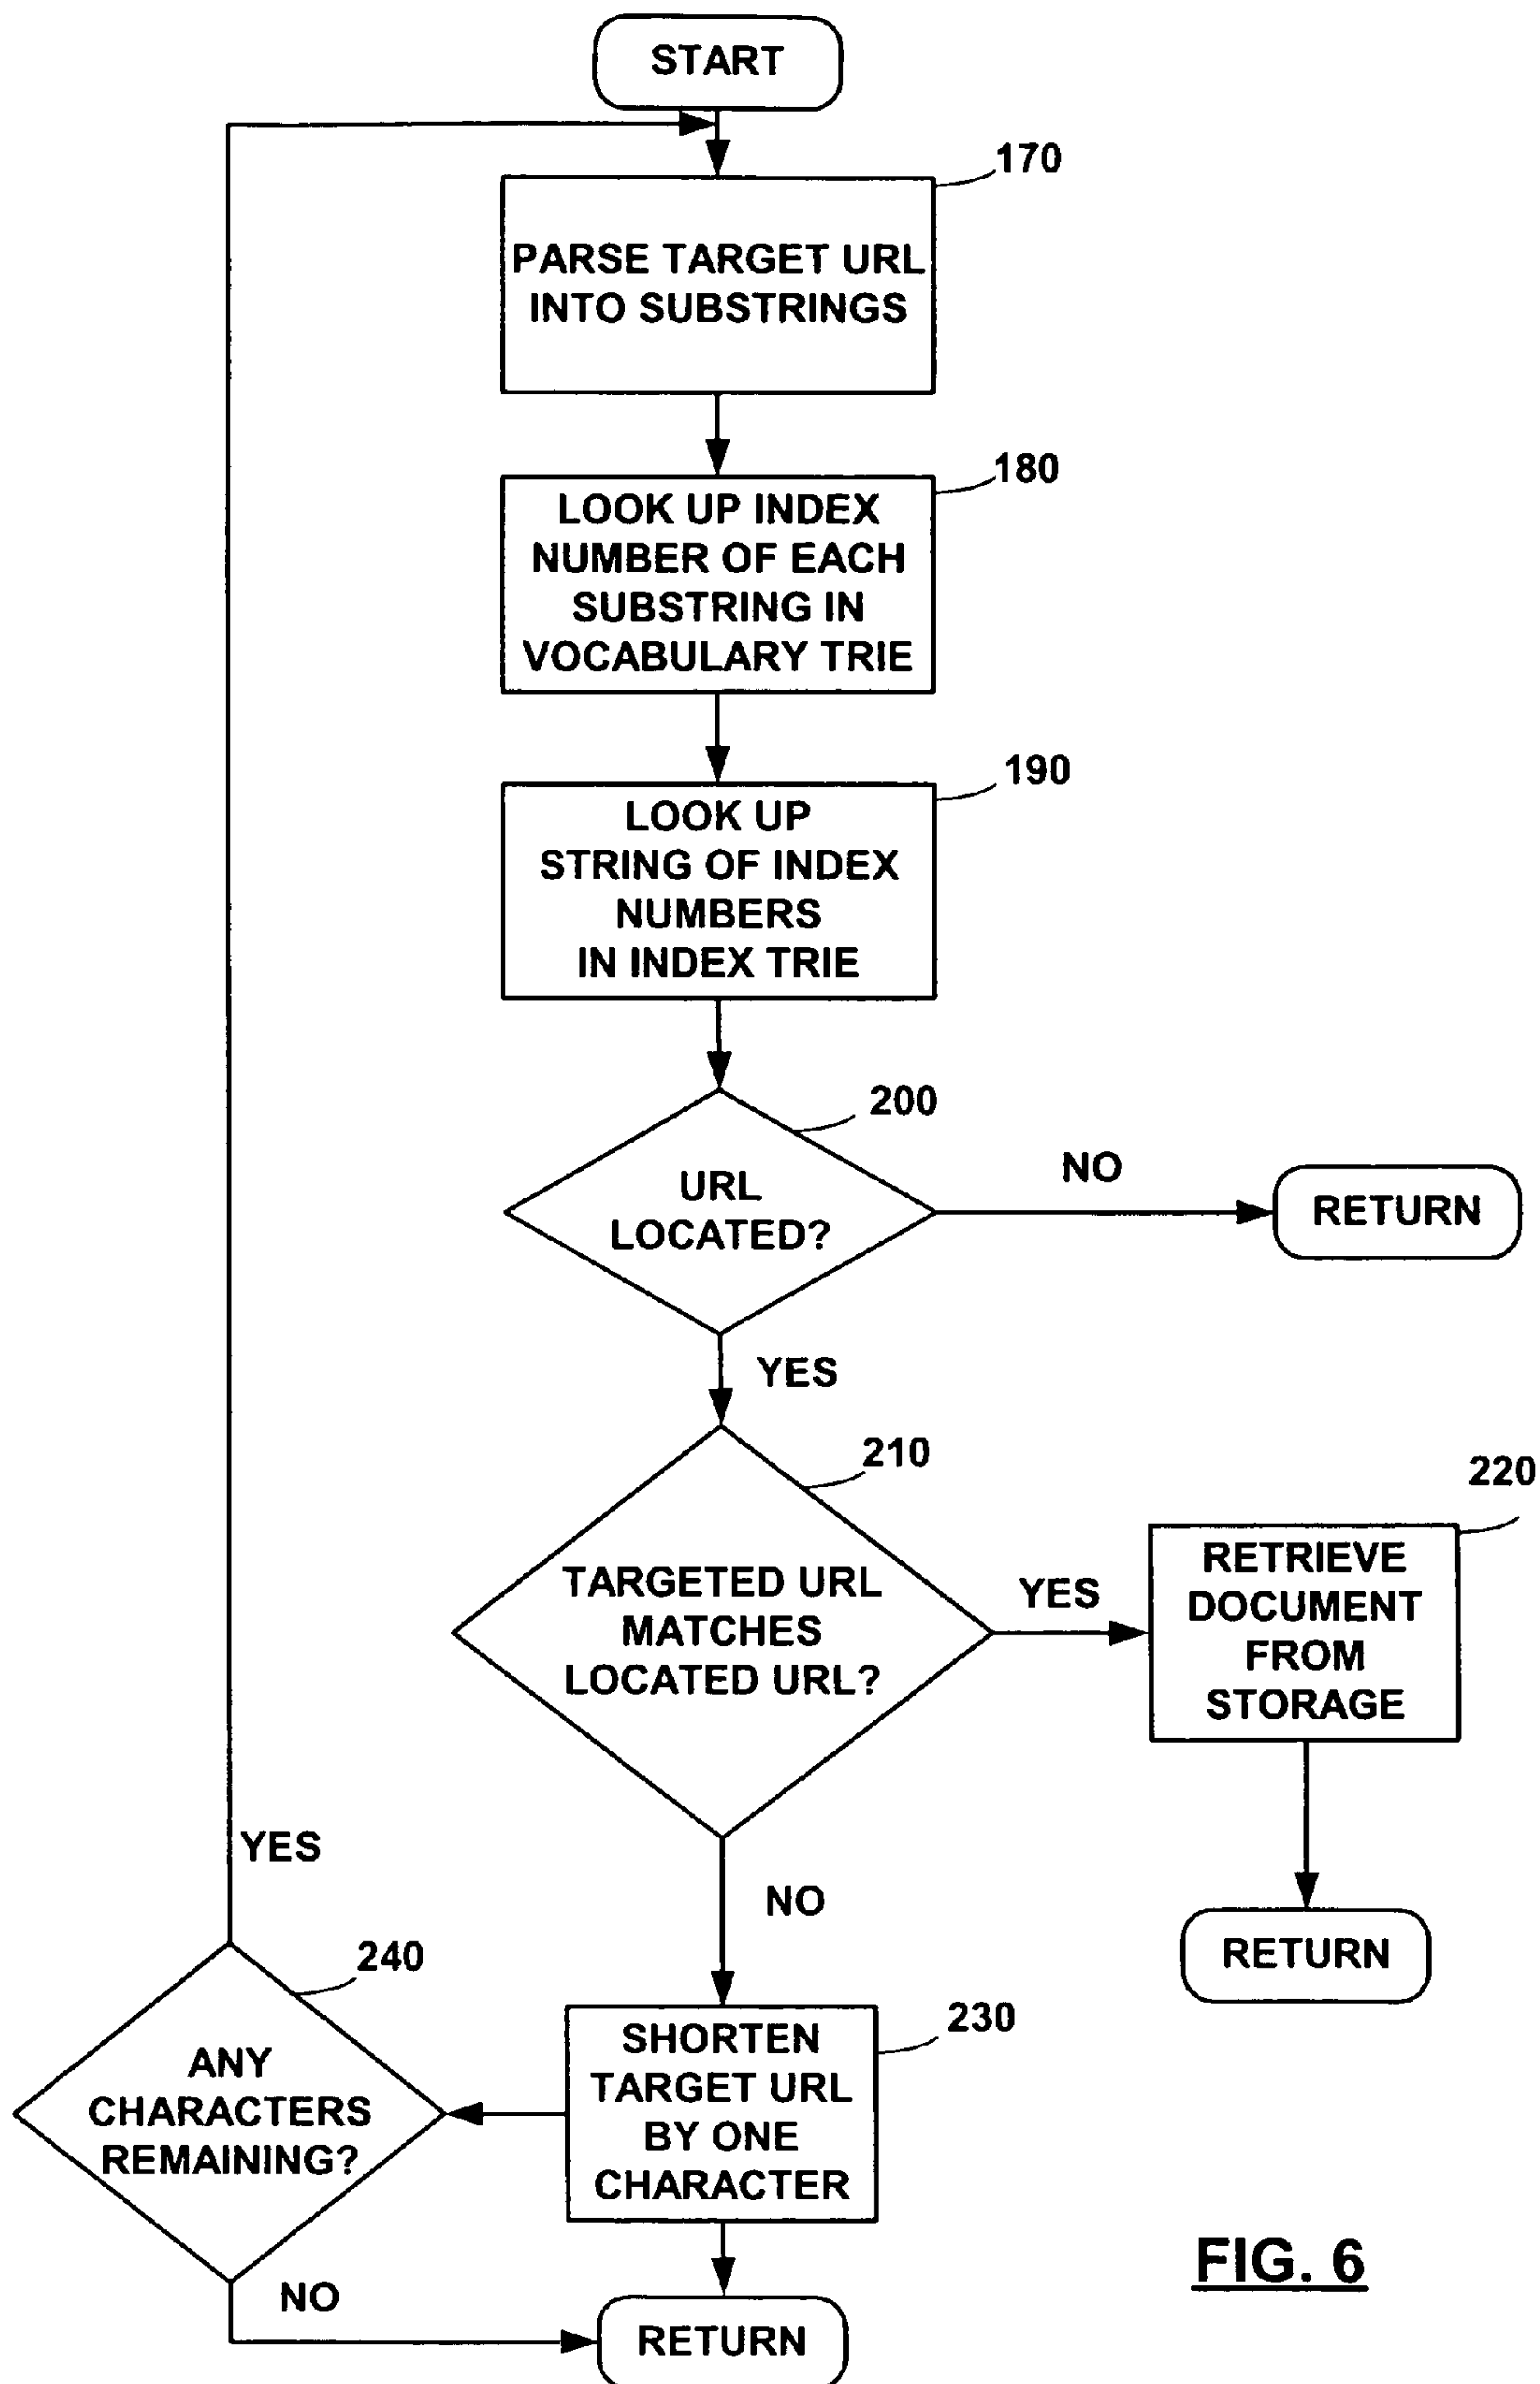 START
170
PARSE TARGET URL
INTO SUBSTRINGS
180
LOOK UP INDEX
NUMBER OF EACH
SUBSTRING IN
VOCABULARY TRIE
190
LOOK UP
STRING OF INDEX
NUMBERS
IN INDEX TRIE
200
URL
LOCATED?
NO
RETURN
YES
210
TARGETED URL
MATCHES
LOCATED URL?
YES
220
RETRIEVE
DOCUMENT
FROM
STORAGE
RETURN
NO
230
SHORTEN
TARGET URL
BY ONE
CHARACTER
240
ANY
CHARACTERS
REMAINING?
YES
NO
RETURN
FIG. 6